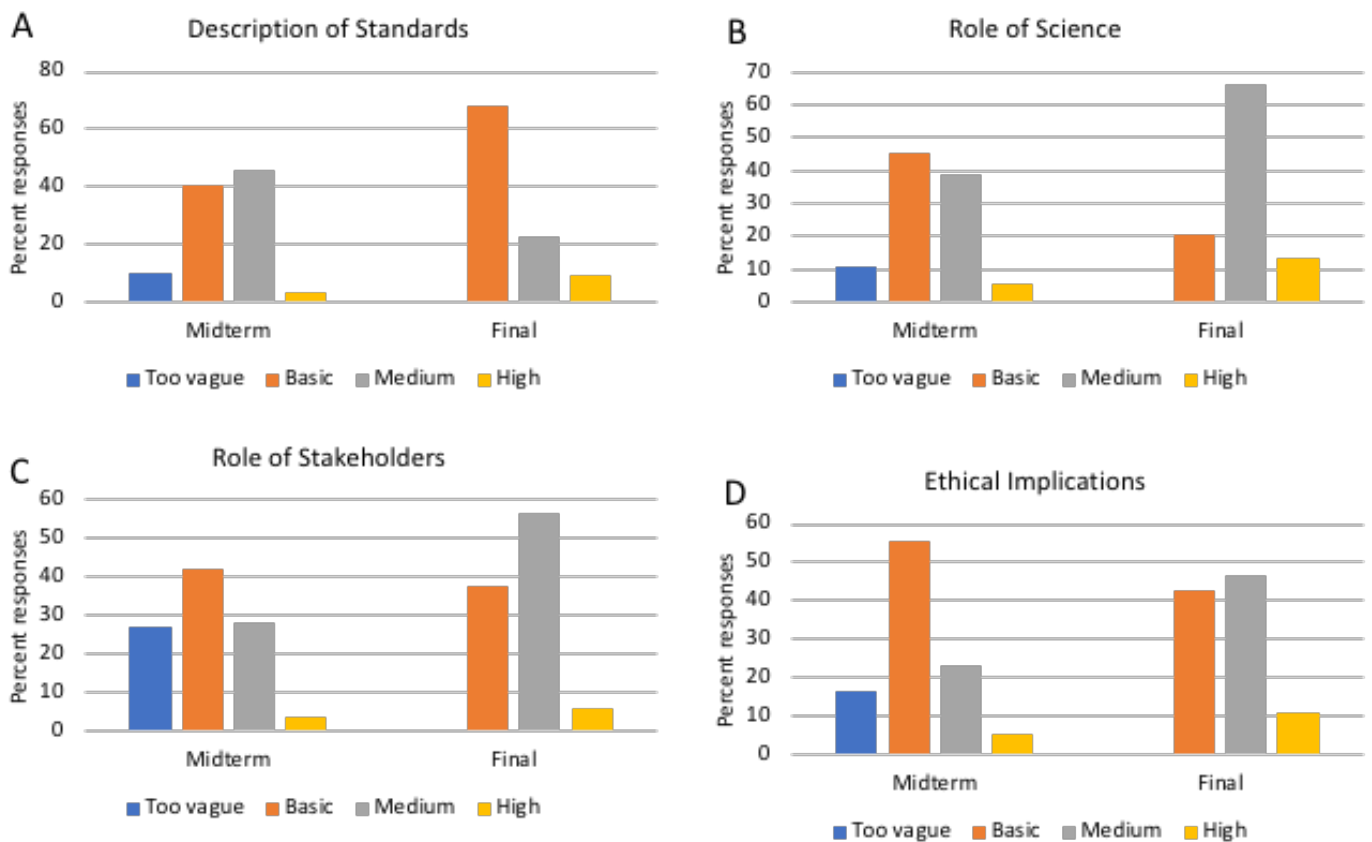 A
Description of Standards
Percent responses
80
60
40
20
0
Midterm Final
Too vague Basic Medium High
B
Role of Science
Percent responses
70
60
50
40
30
20
10
0
Midterm Final
Too vague Basic Medium High
C
Role of Stakeholders
Percent responses
60
50
40
30
20
10
0
Midterm Final
Too vague Basic Medium High
D
Ethical Implications
Percent responses
60
50
40
30
20
10
0
Midterm Final
Too vague Basic Medium High